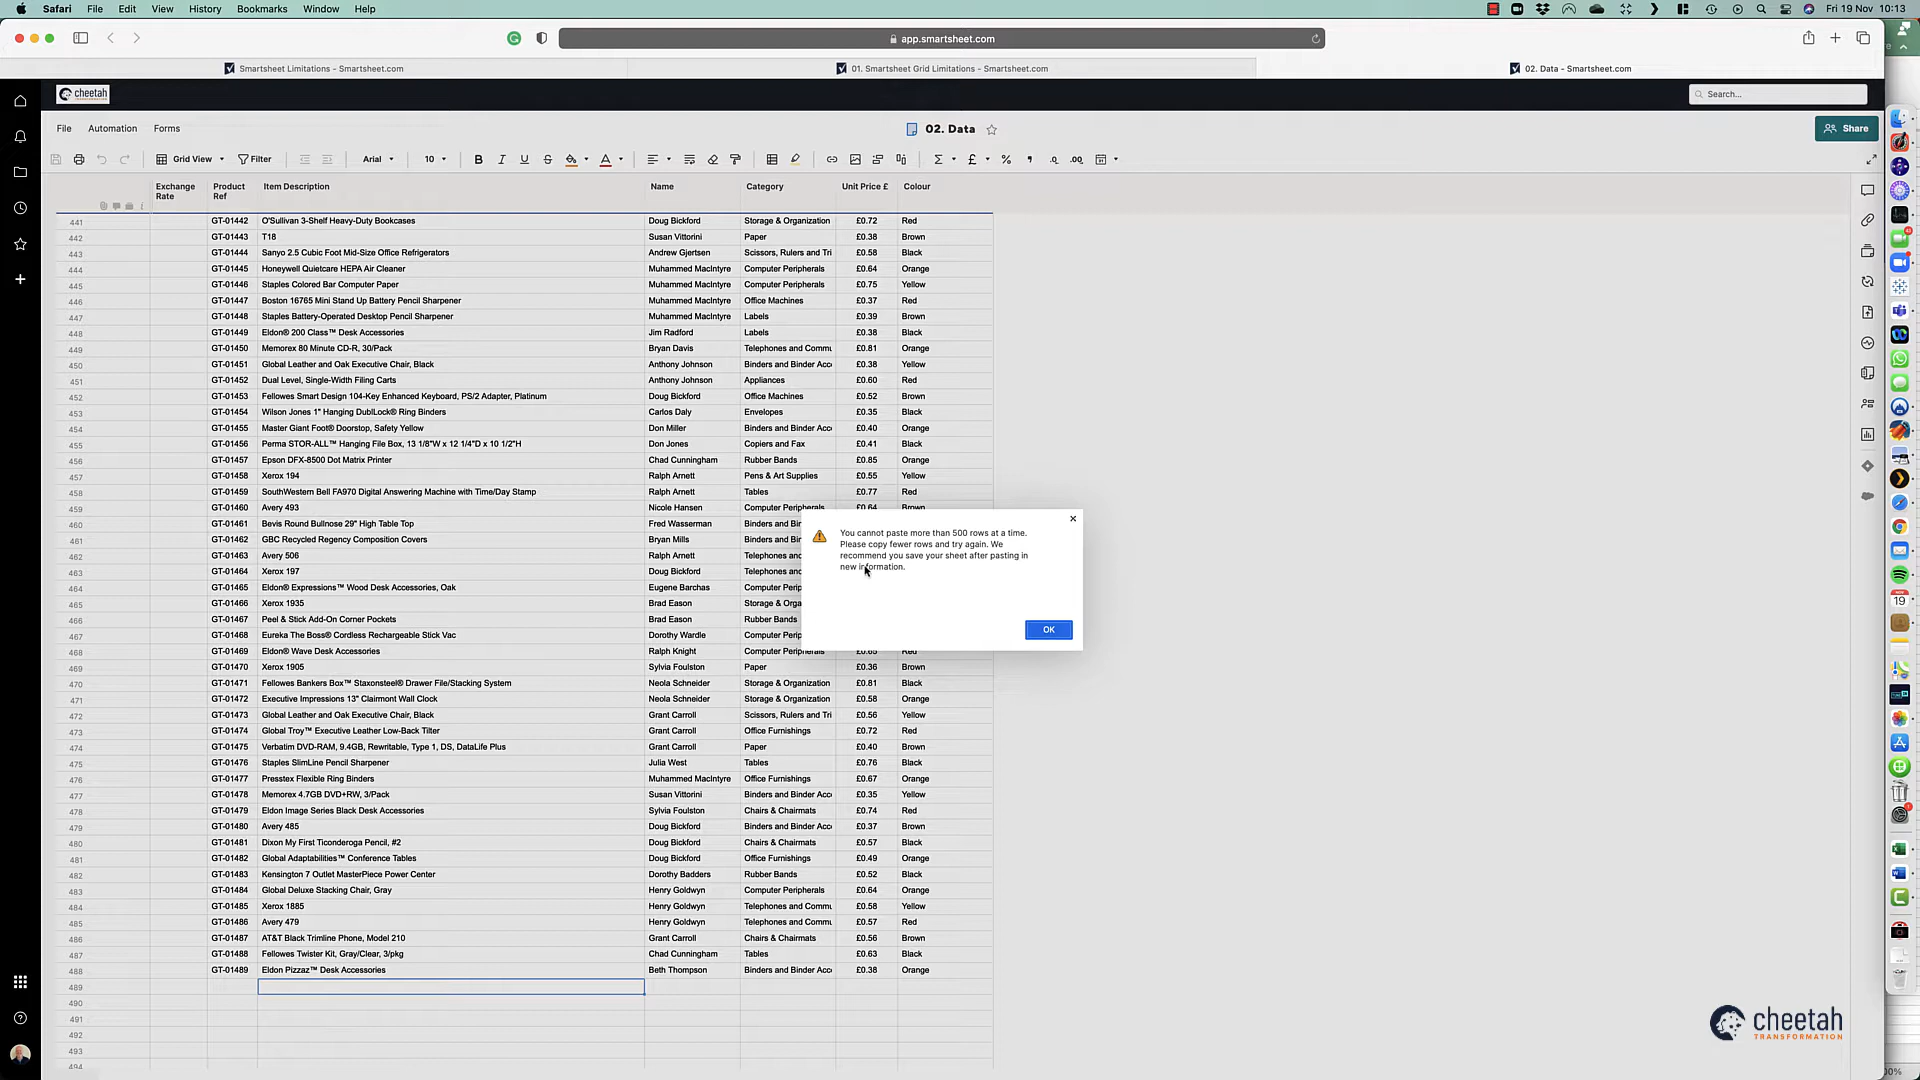 Safari File Edit View History Bookmarks Window Help
Fri 19 Nov 10:13
app.smartsheet.com
Smartsheet Limitations - Smartsheet.com
01. Smartsheet Grid Limitations - Smartsheet.com
02. Data - Smartsheet.com
cheetah
Search...
File Automation Forms
02. Data
Share
Grid View Filter Arial 10 B I U S A Σ £ %
Exchange Rate Product Ref Item Description Name Category Unit Price £ Colour
441 GT-01442 O'Sullivan 3-Shelf Heavy-Duty Bookcases Doug Bickford Storage & Organization £0.72 Red
442 GT-01443 T18 Susan Vittorini Paper £0.38 Brown
443 GT-01444 Sanyo 2.5 Cubic Foot Mid-Size Office Refrigerators Andrew Gjertsen Scissors, Rulers and Tri £0.58 Black
444 GT-01445 Honeywell Quietcare HEPA Air Cleaner Muhammed MacIntyre Computer Peripherals £0.64 Orange
445 GT-01446 Staples Colored Bar Computer Paper Muhammed MacIntyre Computer Peripherals £0.75 Yellow
446 GT-01447 Boston 16765 Mini Stand Up Battery Pencil Sharpener Muhammed MacIntyre Office Machines £0.37 Red
447 GT-01448 Staples Battery-Operated Desktop Pencil Sharpener Muhammed MacIntyre Labels £0.39 Brown
448 GT-01449 Eldon® 200 Class™ Desk Accessories Jim Radford Labels £0.38 Black
449 GT-01450 Memorex 80 Minute CD-R, 30/Pack Bryan Davis Telephones and Commu £0.81 Orange
450 GT-01451 Global Leather and Oak Executive Chair, Black Anthony Johnson Binders and Binder Acc £0.38 Yellow
451 GT-01452 Dual Level, Single-Width Filing Carts Anthony Johnson Appliances £0.60 Red
452 GT-01453 Fellowes Smart Design 104-Key Enhanced Keyboard, PS/2 Adapter, Platinum Doug Bickford Office Machines £0.52 Brown
453 GT-01454 Wilson Jones 1" Hanging DublLock® Ring Binders Carlos Daly Envelopes £0.35 Black
454 GT-01455 Master Giant Foot® Doorstop, Safety Yellow Don Miller Binders and Binder Acc £0.40 Orange
455 GT-01456 Perma STOR-ALL™ Hanging File Box, 13 1/8"W x 12 1/4"D x 10 1/2"H Don Jones Copiers and Fax £0.41 Black
456 GT-01457 Epson DFX-8500 Dot Matrix Printer Chad Cunningham Rubber Bands £0.85 Orange
457 GT-01458 Xerox 194 Ralph Arnett Pens & Art Supplies £0.55 Yellow
458 GT-01459 SouthWestern Bell FA970 Digital Answering Machine with Time/Day Stamp Ralph Arnett Tables £0.77 Red
459 GT-01460 Avery 493 Nicole Hansen Computer Peripherals £0.64 Brown
460 GT-01461 Bevis Round Bullnose 29" High Table Top Fred Wasserman Binders and Bin
461 GT-01462 GBC Recycled Regency Composition Covers Bryan Mills Binders and Bin
462 GT-01463 Avery 506 Ralph Arnett Telephones and
463 GT-01464 Xerox 197 Doug Bickford Telephones and
464 GT-01465 Eldon® Expressions™ Wood Desk Accessories, Oak Eugene Barchas Computer Perip
465 GT-01466 Xerox 1935 Brad Eason Storage & Orga
466 GT-01467 Peel & Stick Add-On Corner Pockets Brad Eason Rubber Bands
467 GT-01468 Eureka The Boss® Cordless Rechargeable Stick Vac Dorothy Wardle Computer Perip
468 GT-01469 Eldon® Wave Desk Accessories Ralph Knight Computer Peripherals £0.65 Red
469 GT-01470 Xerox 1905 Sylvia Foulston Paper £0.36 Brown
470 GT-01471 Fellowes Bankers Box™ Staxonsteel® Drawer File/Stacking System Neola Schneider Storage & Organization £0.81 Black
471 GT-01472 Executive Impressions 13" Clairmont Wall Clock Neola Schneider Storage & Organization £0.58 Orange
472 GT-01473 Global Leather and Oak Executive Chair, Black Grant Carroll Scissors, Rulers and Tri £0.56 Yellow
473 GT-01474 Global Troy™ Executive Leather Low-Back Tilter Grant Carroll Office Furnishings £0.72 Red
474 GT-01475 Verbatim DVD-RAM, 9.4GB, Rewritable, Type 1, DS, DataLife Plus Grant Carroll Paper £0.40 Brown
475 GT-01476 Staples SlimLine Pencil Sharpener Julia West Tables £0.76 Black
476 GT-01477 Presstex Flexible Ring Binders Muhammed MacIntyre Office Furnishings £0.67 Orange
477 GT-01478 Memorex 4.7GB DVD+RW, 3/Pack Susan Vittorini Binders and Binder Acc £0.35 Yellow
478 GT-01479 Eldon Image Series Black Desk Accessories Sylvia Foulston Chairs & Chairmats £0.74 Red
479 GT-01480 Avery 485 Doug Bickford Binders and Binder Acc £0.37 Brown
480 GT-01481 Dixon My First Ticonderoga Pencil, #2 Doug Bickford Chairs & Chairmats £0.57 Black
481 GT-01482 Global Adaptabilities™ Conference Tables Doug Bickford Office Furnishings £0.49 Orange
482 GT-01483 Kensington 7 Outlet MasterPiece Power Center Dorothy Badders Rubber Bands £0.52 Black
483 GT-01484 Global Deluxe Stacking Chair, Gray Henry Goldwyn Computer Peripherals £0.64 Orange
484 GT-01485 Xerox 1885 Henry Goldwyn Telephones and Commu £0.58 Yellow
485 GT-01486 Avery 479 Henry Goldwyn Telephones and Commu £0.57 Red
486 GT-01487 AT&T Black Trimline Phone, Model 210 Grant Carroll Chairs & Chairmats £0.56 Brown
487 GT-01488 Fellowes Twister Kit, Gray/Clear, 3/pkg Chad Cunningham Tables £0.63 Black
488 GT-01489 Eldon Pizzaz™ Desk Accessories Beth Thompson Binders and Binder Acc £0.38 Orange
489
490
491
492
493
494
You cannot paste more than 500 rows at a time.
Please copy fewer rows and try again. We
recommend you save your sheet after pasting in
new information.
OK
cheetah
TRANSFORMATION